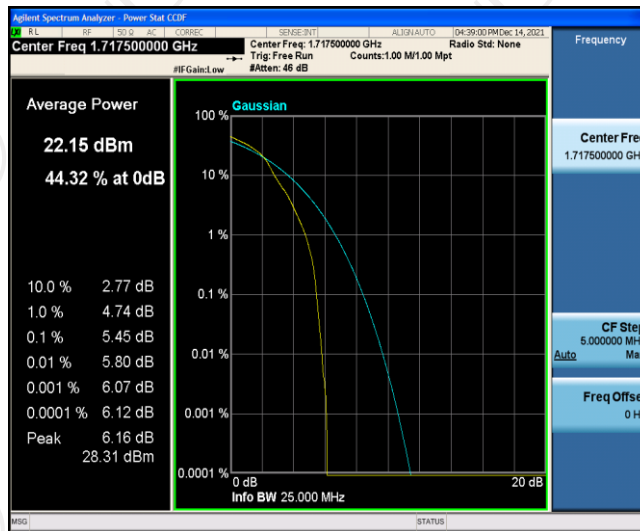 Agilent Spectrum Analyzer - Power Stat CCDF
RL RF 50 Ω AC CORREC SENSE:INT ALIGNAUTO 04:39:00 PM Dec 14, 2021
Center Freq 1.717500000 GHz
Center Freq: 1.717500000 GHz Radio Std: None
Trig: Free Run Counts:1.00 M/1.00 Mpt
#IFGain:Low #Atten: 46 dB
Frequency
Average Power
22.15 dBm
44.32 % at 0dB
10.0 % 2.77 dB
1.0 % 4.74 dB
0.1 % 5.45 dB
0.01 % 5.80 dB
0.001 % 6.07 dB
0.0001 % 6.12 dB
Peak 6.16 dB
28.31 dBm
Gaussian
100 %
10 %
1 %
0.1 %
0.01 %
0.001 %
0.0001 %
0 dB 20 dB
Info BW 25.000 MHz
Center Fre
1.717500000 GH
CF Step
5.000000 MH
Auto Ma
Freq Offse
0 H
MSG STATUS